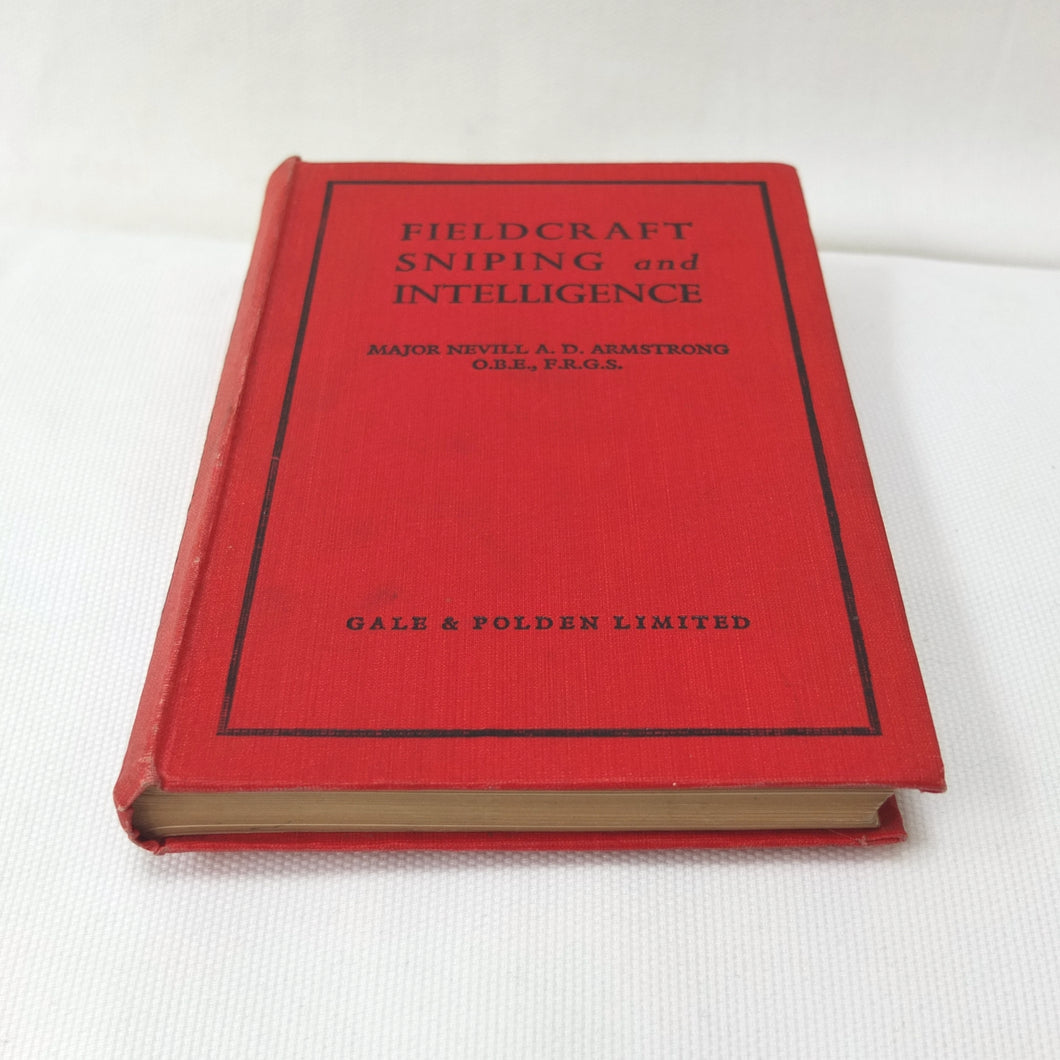 FIELDCRAFT
SNIPING and
INTELLIGENCE
MAJOR NEVILL A. D. ARMSTRONG
O.B.E., F.R.G.S.
GALE & POLDEN LIMITED